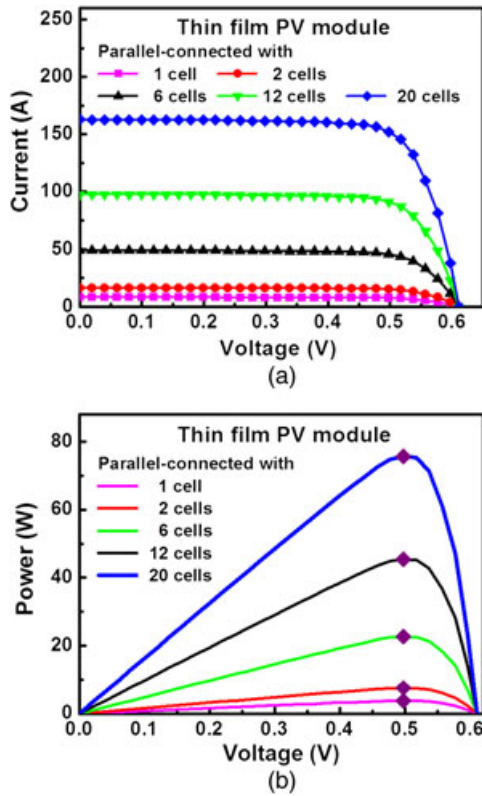 Thin film PV module
Parallel-connected with
1 cell 2 cells
6 cells 12 cells 20 cells
250
200
150
100
50
0
Current (A)
0.0 0.1 0.2 0.3 0.4 0.5 0.6
Voltage (V)
(a)
Thin film PV module
Parallel-connected with
1 cell
2 cells
6 cells
12 cells
20 cells
80
60
40
20
0
Power (W)
0.0 0.1 0.2 0.3 0.4 0.5 0.6
Voltage (V)
(b)